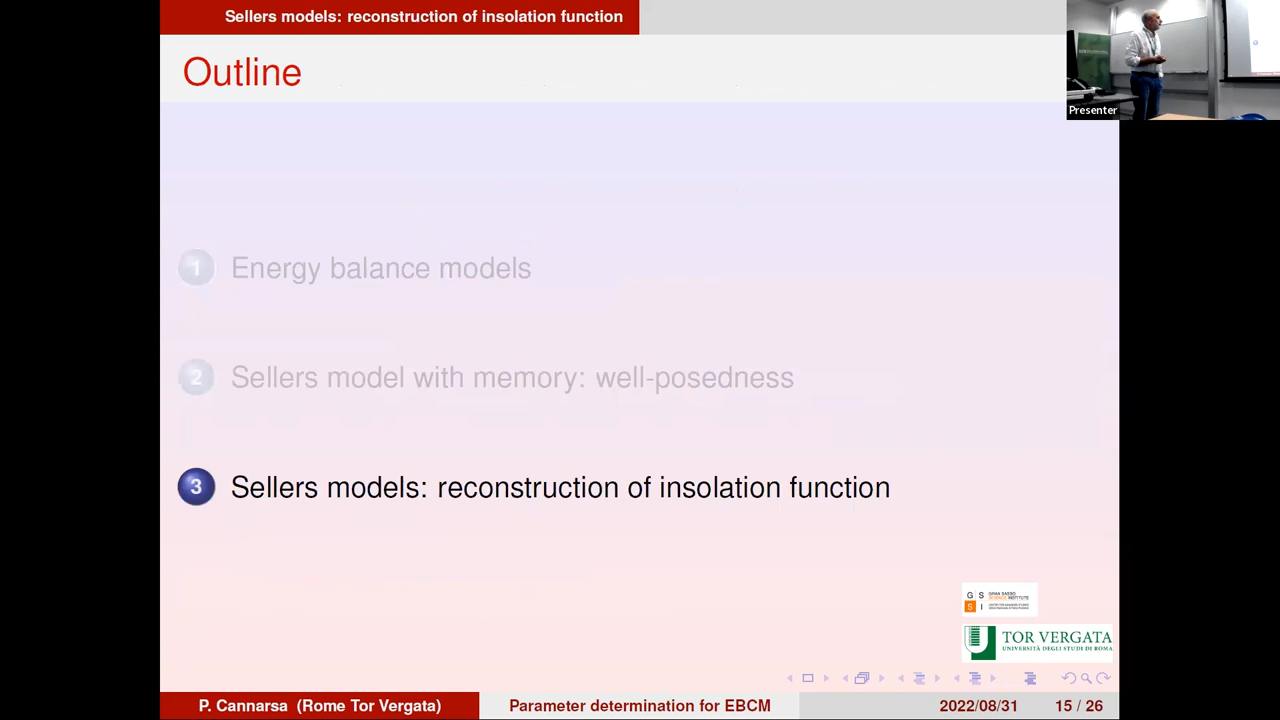 Sellers models: reconstruction of insolation function
Outline
Presenter
1 Energy balance models
2 Sellers model with memory: well-posedness
3 Sellers models: reconstruction of insolation function
G S
S I
GRAN SASSO
SCIENCE INSTITUTE
TOR VERGATA
UNIVERSITÀ DEGLI STUDI DI ROMA
P. Cannarsa (Rome Tor Vergata) Parameter determination for EBCM 2022/08/31 15 / 26